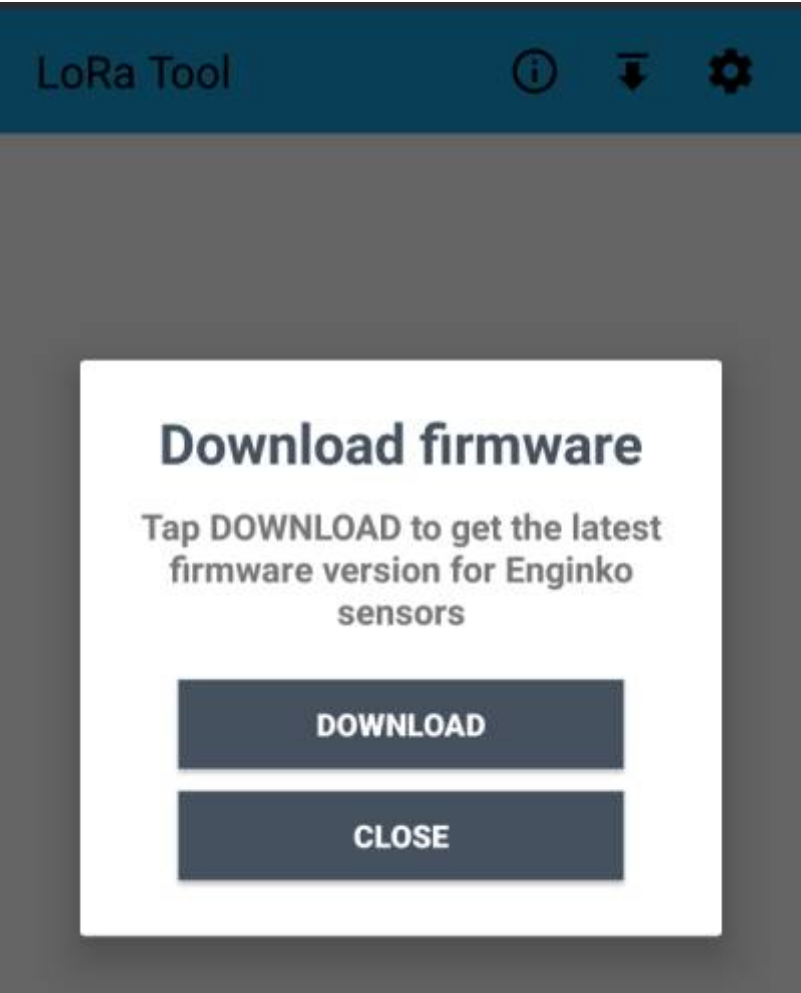 LoRa Tool
Download firmware
Tap DOWNLOAD to get the latest
firmware version for Enginko
sensors
DOWNLOAD
CLOSE